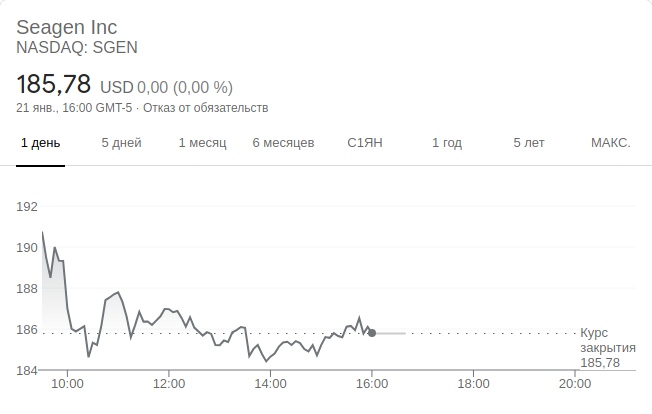 Seagen Inc
NASDAQ: SGEN
185,78 USD 0,00 (0,00 %)
21 янв., 16:00 GMT-5 · Отказ от обязательств
1 день 5 дней 1 месяц 6 месяцев С1ЯН 1 год 5 лет МАКС.
192
190
188
186
184
Курс
закрытия
185,78
10:00 12:00 14:00 16:00 18:00 20:00